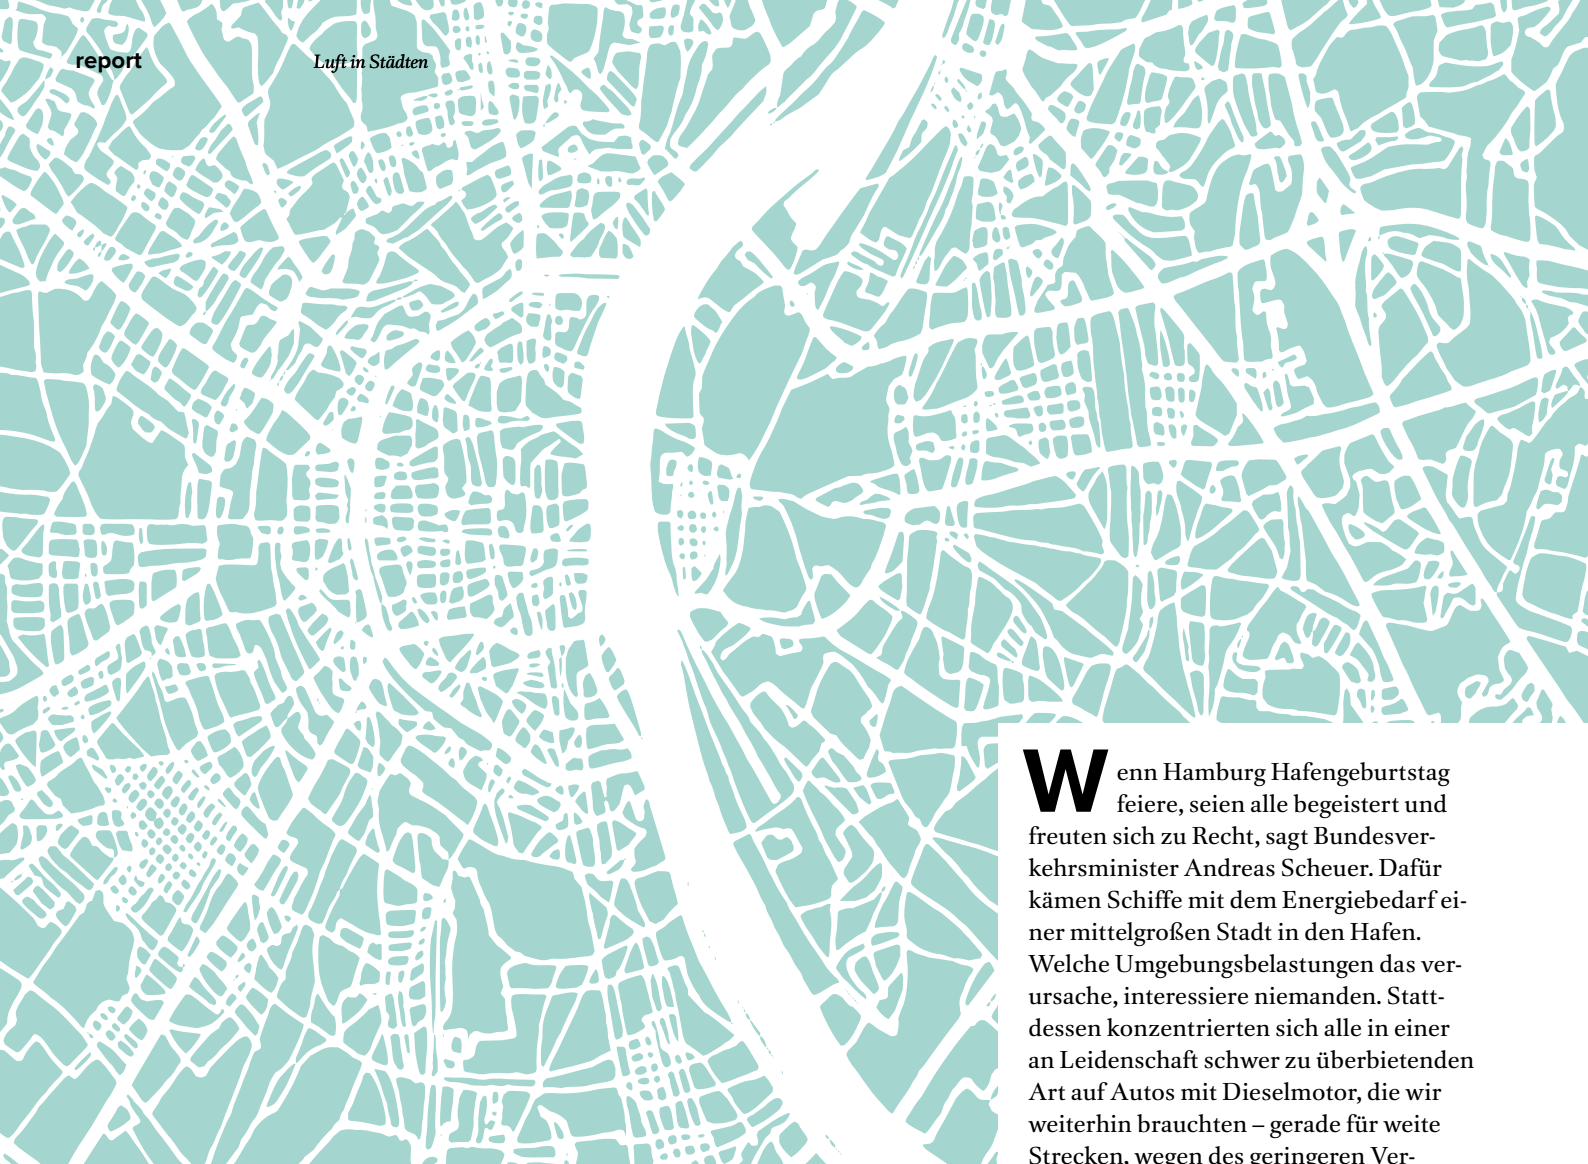 report
Luft in Städten
Wenn Hamburg Hafengeburtstag
feiere, seien alle begeistert und
freuten sich zu Recht, sagt Bundesver-
kehrsminister Andreas Scheuer. Dafür
kämen Schiffe mit dem Energiebedarf ei-
ner mittelgroßen Stadt in den Hafen.
Welche Umgebungsbelastungen das ver-
ursache, interessiere niemanden. Statt-
dessen konzentrierten sich alle in einer
an Leidenschaft schwer zu überbietenden
Art auf Autos mit Dieselmotor, die wir
weiterhin brauchten – gerade für weite
Strecken, wegen des geringeren Ver-